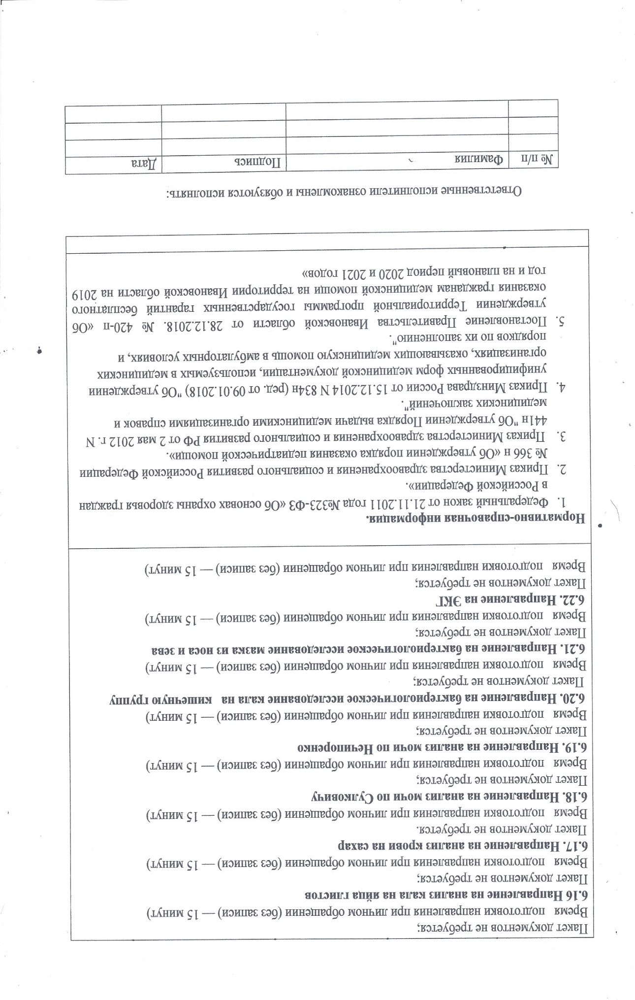 Пакет документов не требуется;
Время подготовки направления при личном обращении (без записи) — 15 минут)
6.16 Направление на анализ кала на яйца глистов
Пакет документов не требуется;
Время подготовки направления при личном обращении (без записи) — 15 минут)
6.17. Направление на анализ крови на сахар
Пакет документов не требуется.
Время подготовки направления при личном обращении (без записи) — 15 минут)
6.18. Направление на анализ мочи по Сулковичу
Пакет документов не требуется;
Время подготовки направления при личном обращении (без записи) — 15 минут)
6.19. Направление на анализ мочи по Нечипоренко
Пакет документов не требуется;
Время подготовки направления при личном обращении (без записи) — 15 минут)
6.20. Направление на бактериологическое исследование кала на кишечную группу
Пакет документов не требуется;
Время подготовки направления при личном обращении (без записи) — 15 минут)
6.21. Направление на бактериологическое исследование мазка из носа и зева
Пакет документов не требуется;
Время подготовки направления при личном обращении (без записи) — 15 минут)
6.22. Направление на ЭКГ
Пакет документов не требуется;
Время подготовки направления при личном обращении (без записи) — 15 минут)
Нормативно-справочная информация.
1. Федеральный закон от 21.11.2011 года №323-ФЗ «Об основах охраны здоровья граждан
в Российской Федерации».
2. Приказ Министерства здравоохранения и социального развития Российской Федерации
№ 366 н «Об утверждении порядка оказания педиатрической помощи».
3. Приказ Министерства здравоохранения и социального развития РФ от 2 мая 2012 г. N
441н "Об утверждении Порядка выдачи медицинскими организациями справок и
медицинских заключений".
4. Приказ Минздрава России от 15.12.2014 N 834н (ред. от 09.01.2018) "Об утверждении
унифицированных форм медицинской документации, используемых в медицинских
организациях, оказывающих медицинскую помощь в амбулаторных условиях, и
порядков по их заполнению".
5. Постановление Правительства Ивановской области от 28.12.2018. № 420-п «Об
утверждении Территориальной программы государственных гарантий бесплатного
оказания гражданам медицинской помощи на территории Ивановской области на 2019
год и на плановый период 2020 и 2021 годов»
Ответственные исполнители ознакомлены и обязуются исполнять:
№ п/п Фамилия Подпись Дата